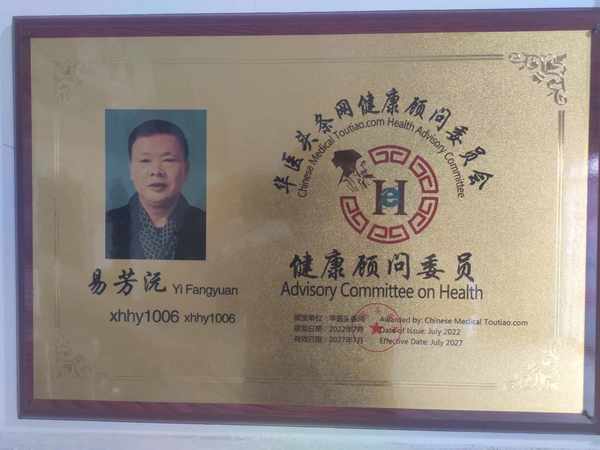 华医头条网健康顾问委员会
Chinese Medical Toutiao.com Health Advisory Committee
HeH
健康顾问委员
Advisory Committee on Health
易芳沅 Yi Fangyuan
xhhy1006 xhhy1006
颁发单位：华医头条网 Awarded by: Chinese Medical Toutiao.com
颁发日期：2022年7月 Date of Issue: July 2022
有效日期：2027年7月 Effective Date: July 2027